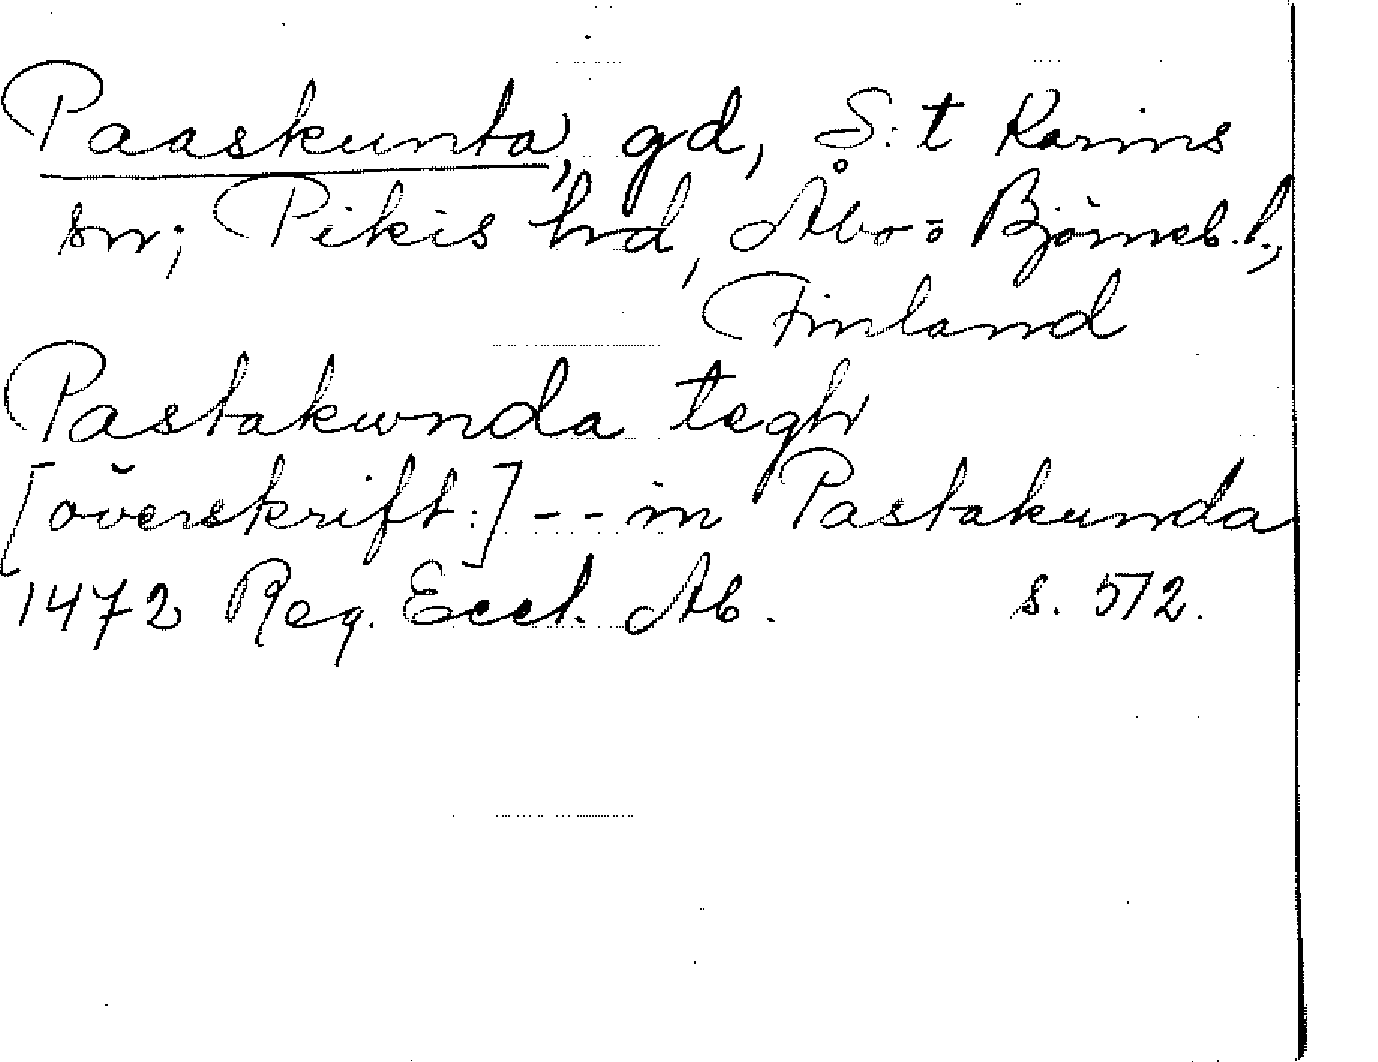 Paaskunta, gd, S:t Karins
sn; Pikis hd, Åbo-Björneb. l.,
Finland
Pastakunda tegh
[överskrift:] -- in Pastakunda
1472 Reg. Eccl. Ab. s. 572.